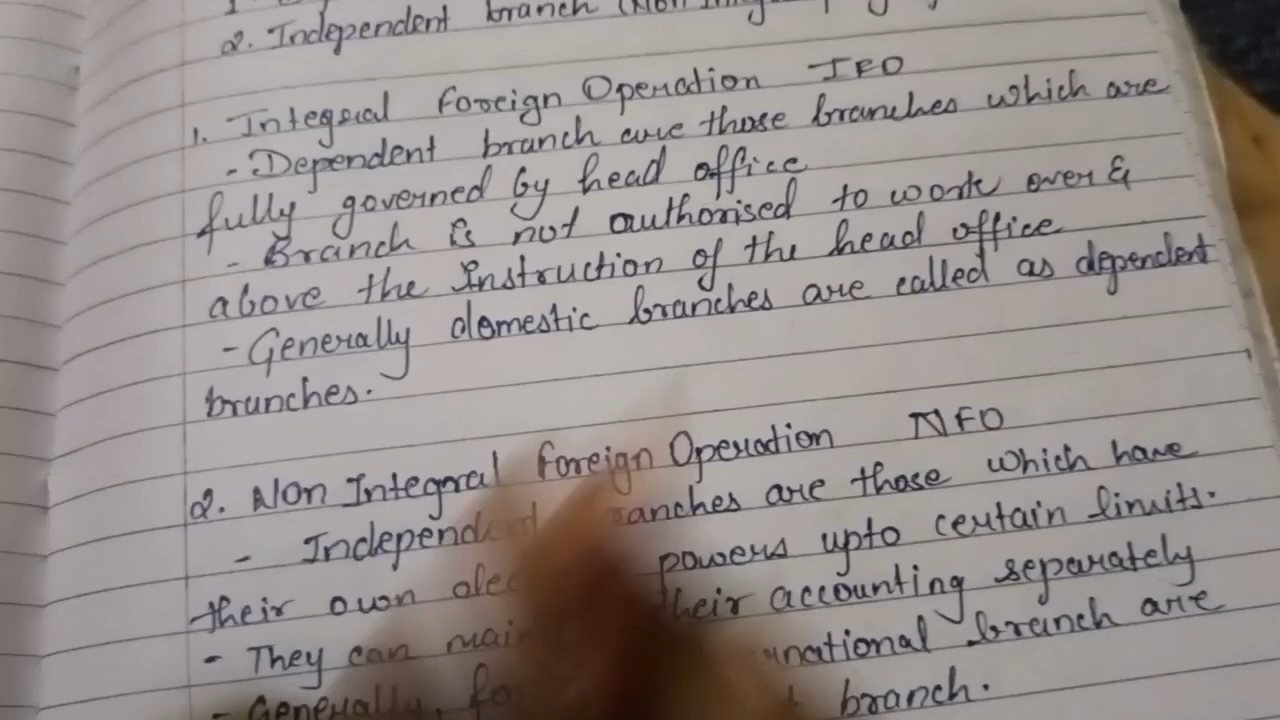 2. Independent branch (Non
1. Integral Foreign Operation IFO
- Dependent branch are those branches which are
fully governed by head office
- Branch is not authorised to work over &
above the Instruction of the head office
- Generally domestic branches are called as dependent
branches.
2. Non Integral Foreign Operation NFO
- Independent branches are those which have
their own powers upto certain limits.
- They can their accounting separately
- Generally, branch are
branch.